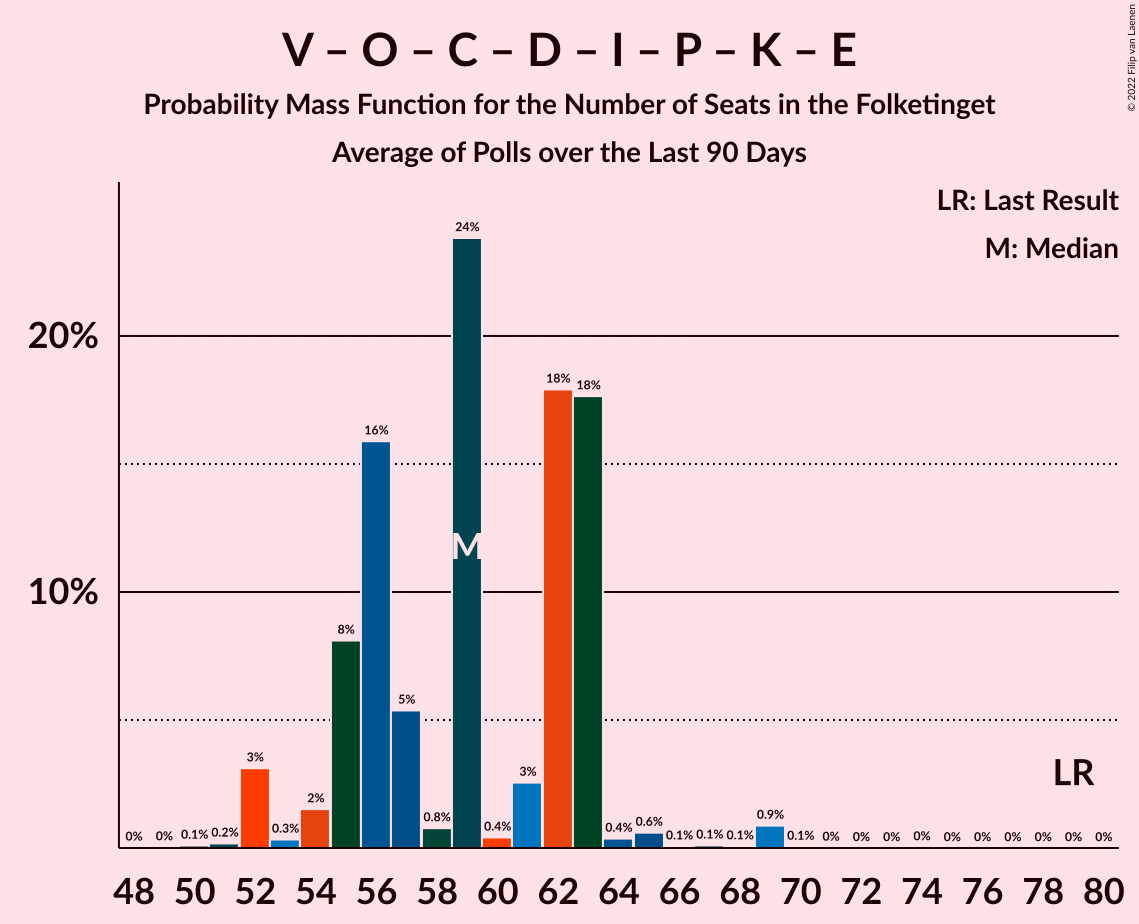 V – O – C – D – I – P – K – E
Probability Mass Function for the Number of Seats in the Folketinget
Average of Polls over the Last 90 Days
© 2022 Filip van Laenen
LR: Last Result
M: Median
20%
10%
0% 0% 0.1% 0.2% 3% 0.3% 2% 8% 16% 5% 0.8% 24% 0.4% 3% 18% 18% 0.4% 0.6% 0.1% 0.1% 0.1% 0.9% 0.1% 0% 0% 0% 0% 0% 0% 0% 0% 0% 0%
M
LR
48 50 52 54 56 58 60 62 64 66 68 70 72 74 76 78 80